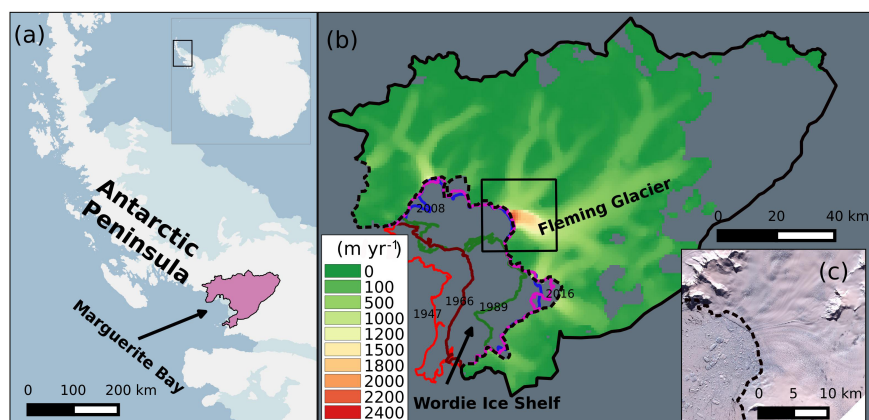 (a)
Antarctic
Peninsula
Marguerite Bay
0 100 200 km
(b)
2008
Fleming Glacier
0 20 40 km
(m yr⁻¹)
0
100
500
1000
1200
1500
1800
2000
2200
2400
1947
1966
1989
2016
Wordie Ice Shelf
(c)
0 5 10 km